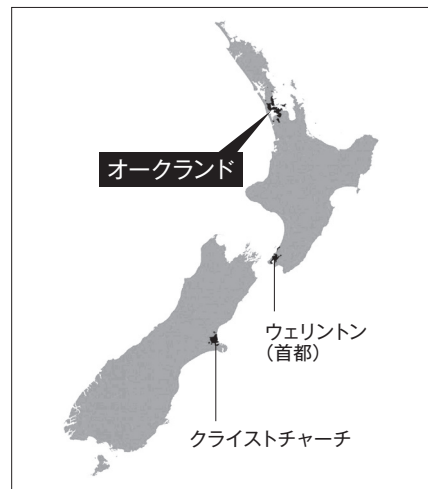 オークランド
ウェリントン
（首都）
クライストチャーチ